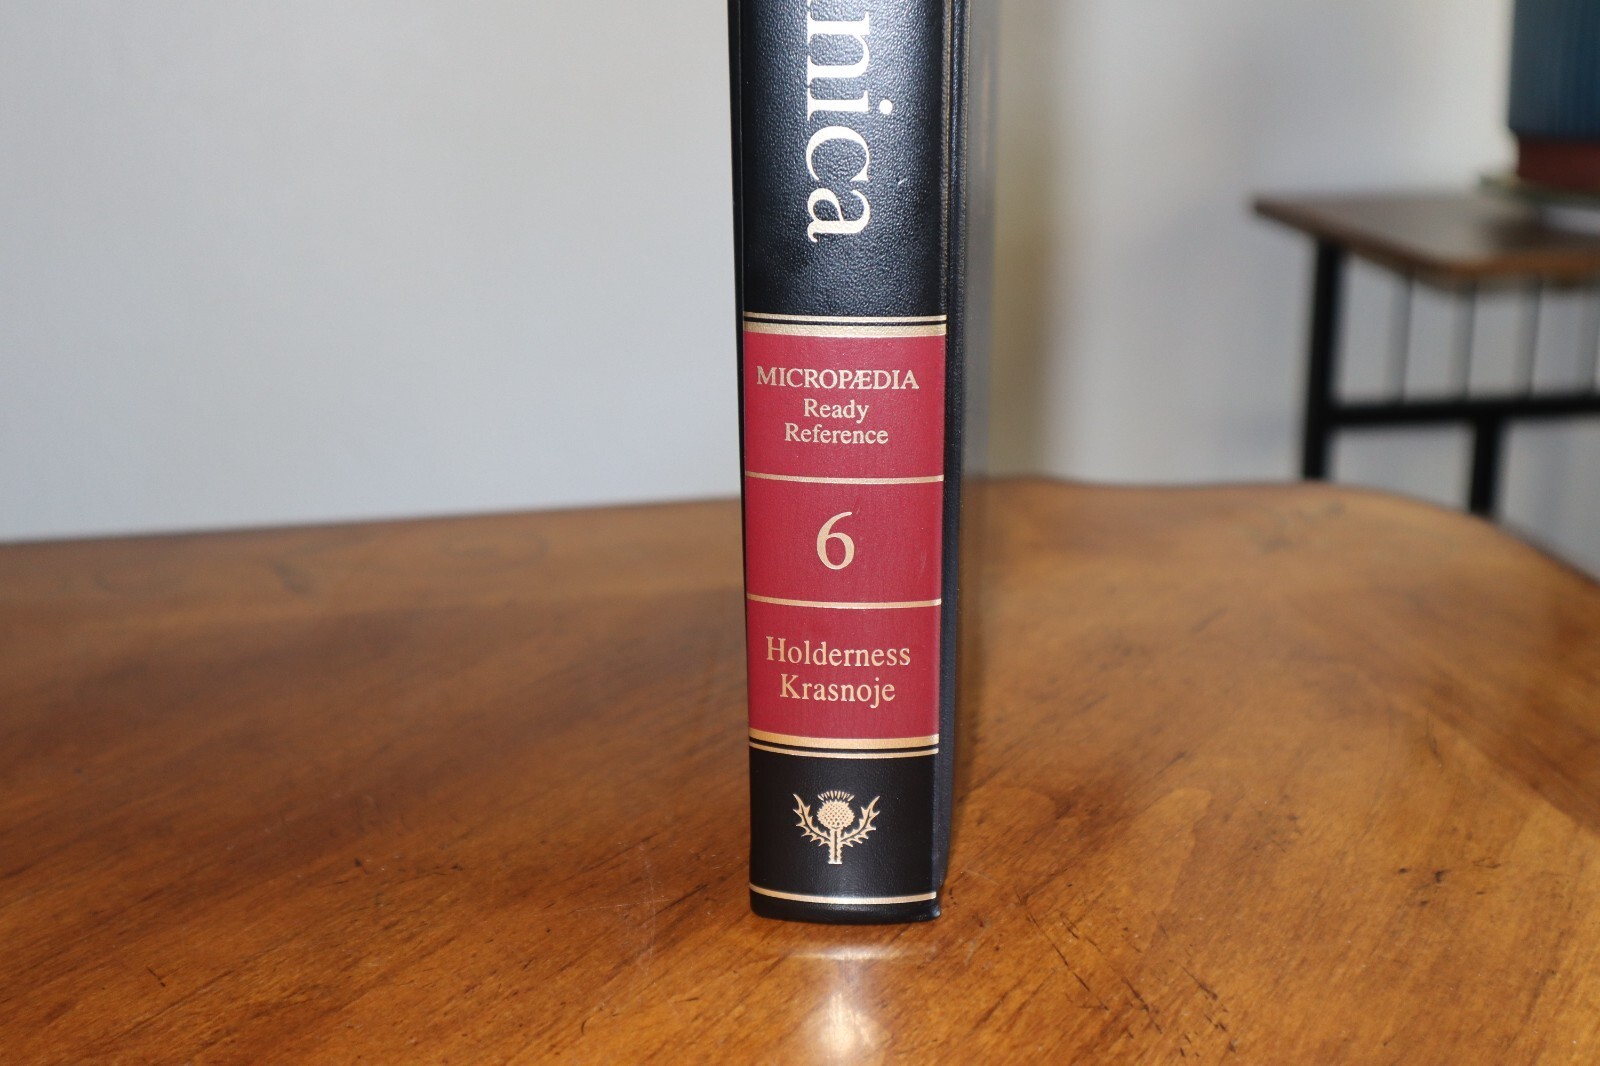 nica
MICROPÆDIA
Ready
Reference
6
Holderness
Krasnoje